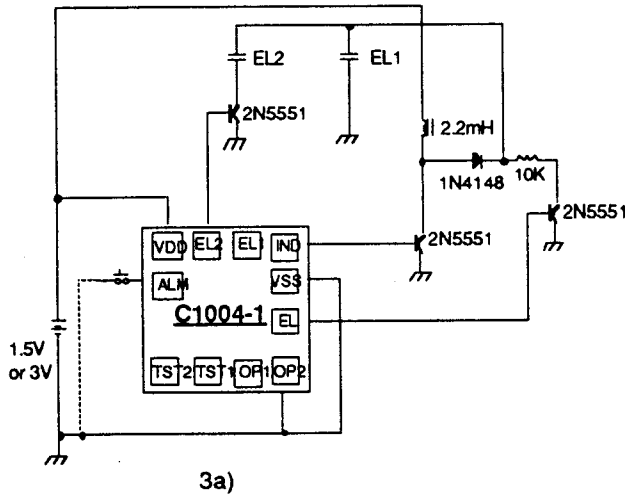 EL2
EL1
2N5551
2.2mH
1N4148
10K
2N5551
2N5551
VDD
EL2
EL1
IND
ALM
VSS
C1004-1
EL
1.5V
or 3V
TST2
TST1
OP1
OP2
3a)